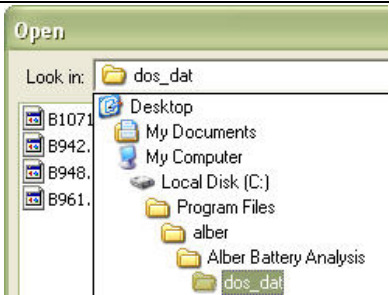 Open
Look in: dos_dat
Desktop
B1071
My Documents
B942.
My Computer
B948.
Local Disk (C:)
B961.
Program Files
alber
Alber Battery Analysis
dos_dat